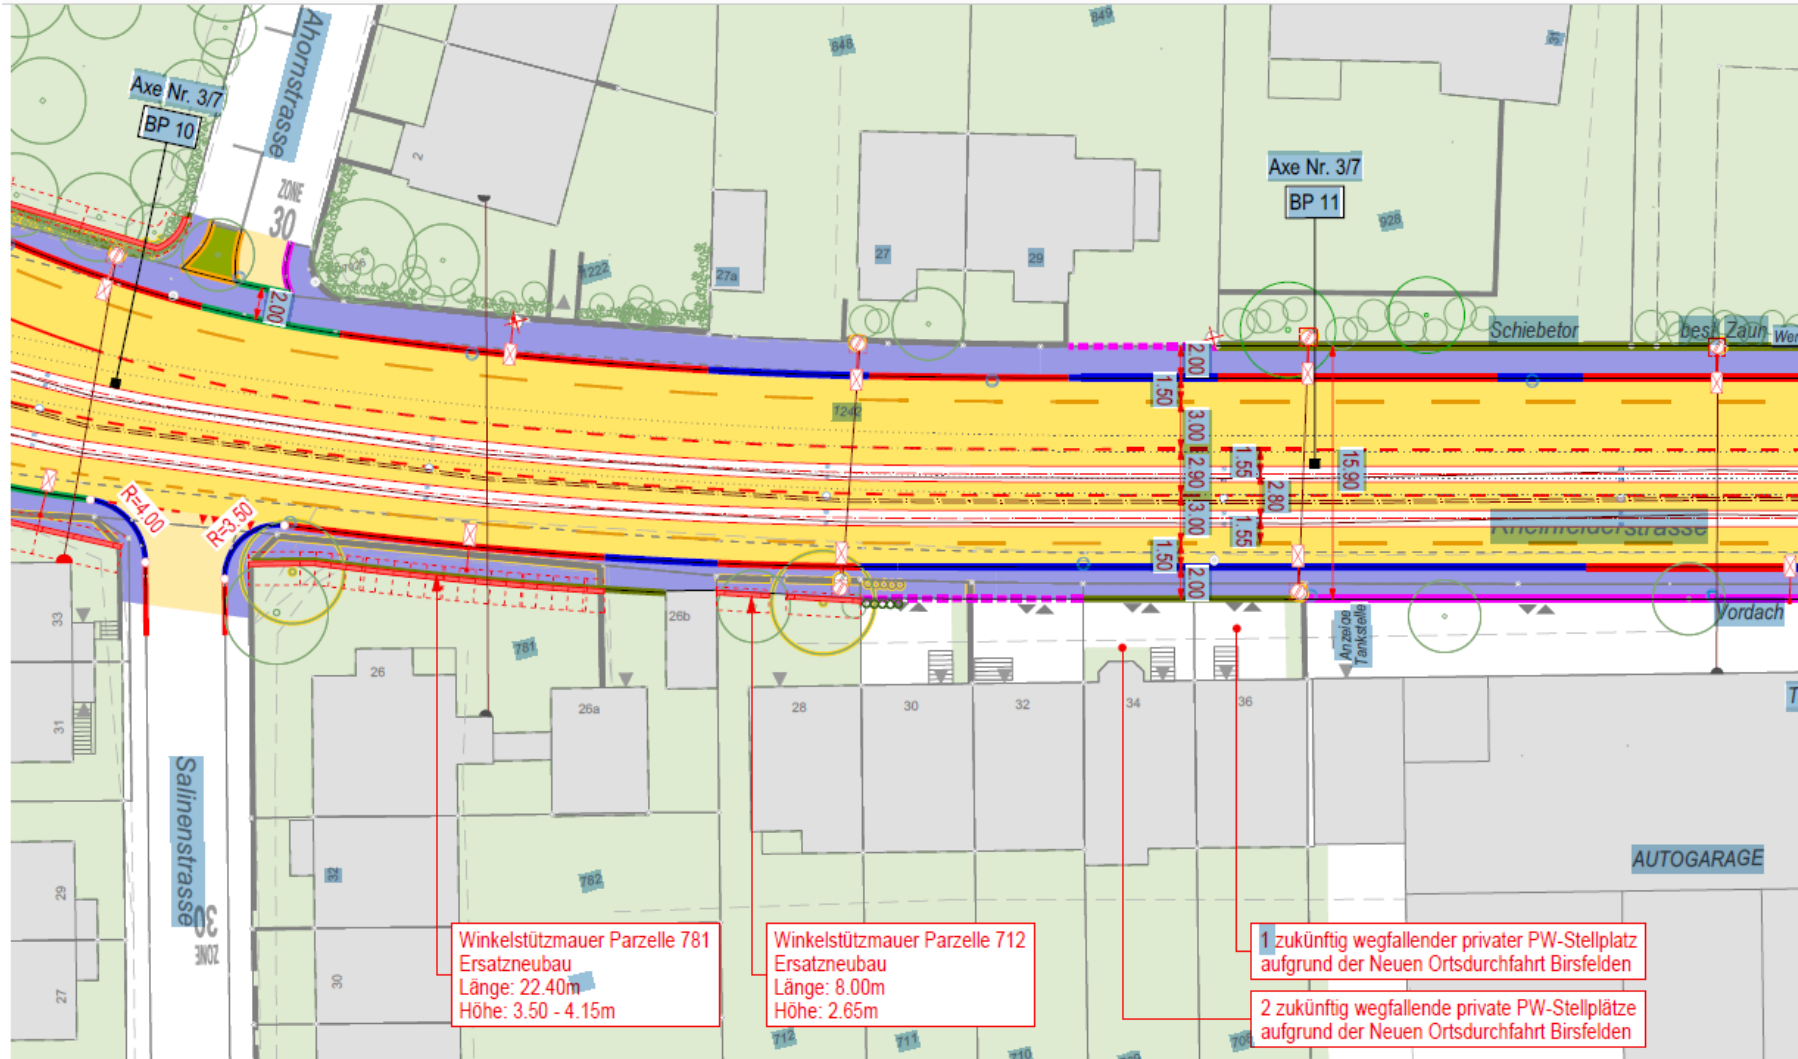 849
848
31
Ahornstrasse
Axe Nr. 3/7
BP 10
2
ZONE
30
Axe Nr. 3/7
BP 11
928
27
29
1222
27a
2.00
Schiebetor
best. Zaun
2.00
1.50
1242
3.00
2.90
1.55
2.80
15.90
3.00
1.55
1.50
2.00
Rheinfelderstrasse
R=4.00
R=3.50
33
26b
781
Anzeige
Tankstelle
Vordach
26
26a
28
30
32
34
36
31
Salinenstrasse
AUTOGARAGE
29
32
782
30
ZONE
27
30
Winkelstützmauer Parzelle 781
Ersatzneubau
Länge: 22.40m
Höhe: 3.50 - 4.15m
Winkelstützmauer Parzelle 712
Ersatzneubau
Länge: 8.00m
Höhe: 2.65m
1 zukünftig wegfallender privater PW-Stellplatz
aufgrund der Neuen Ortsdurchfahrt Birsfelden
2 zukünftig wegfallende private PW-Stellplätze
aufgrund der Neuen Ortsdurchfahrt Birsfelden
712
711
710